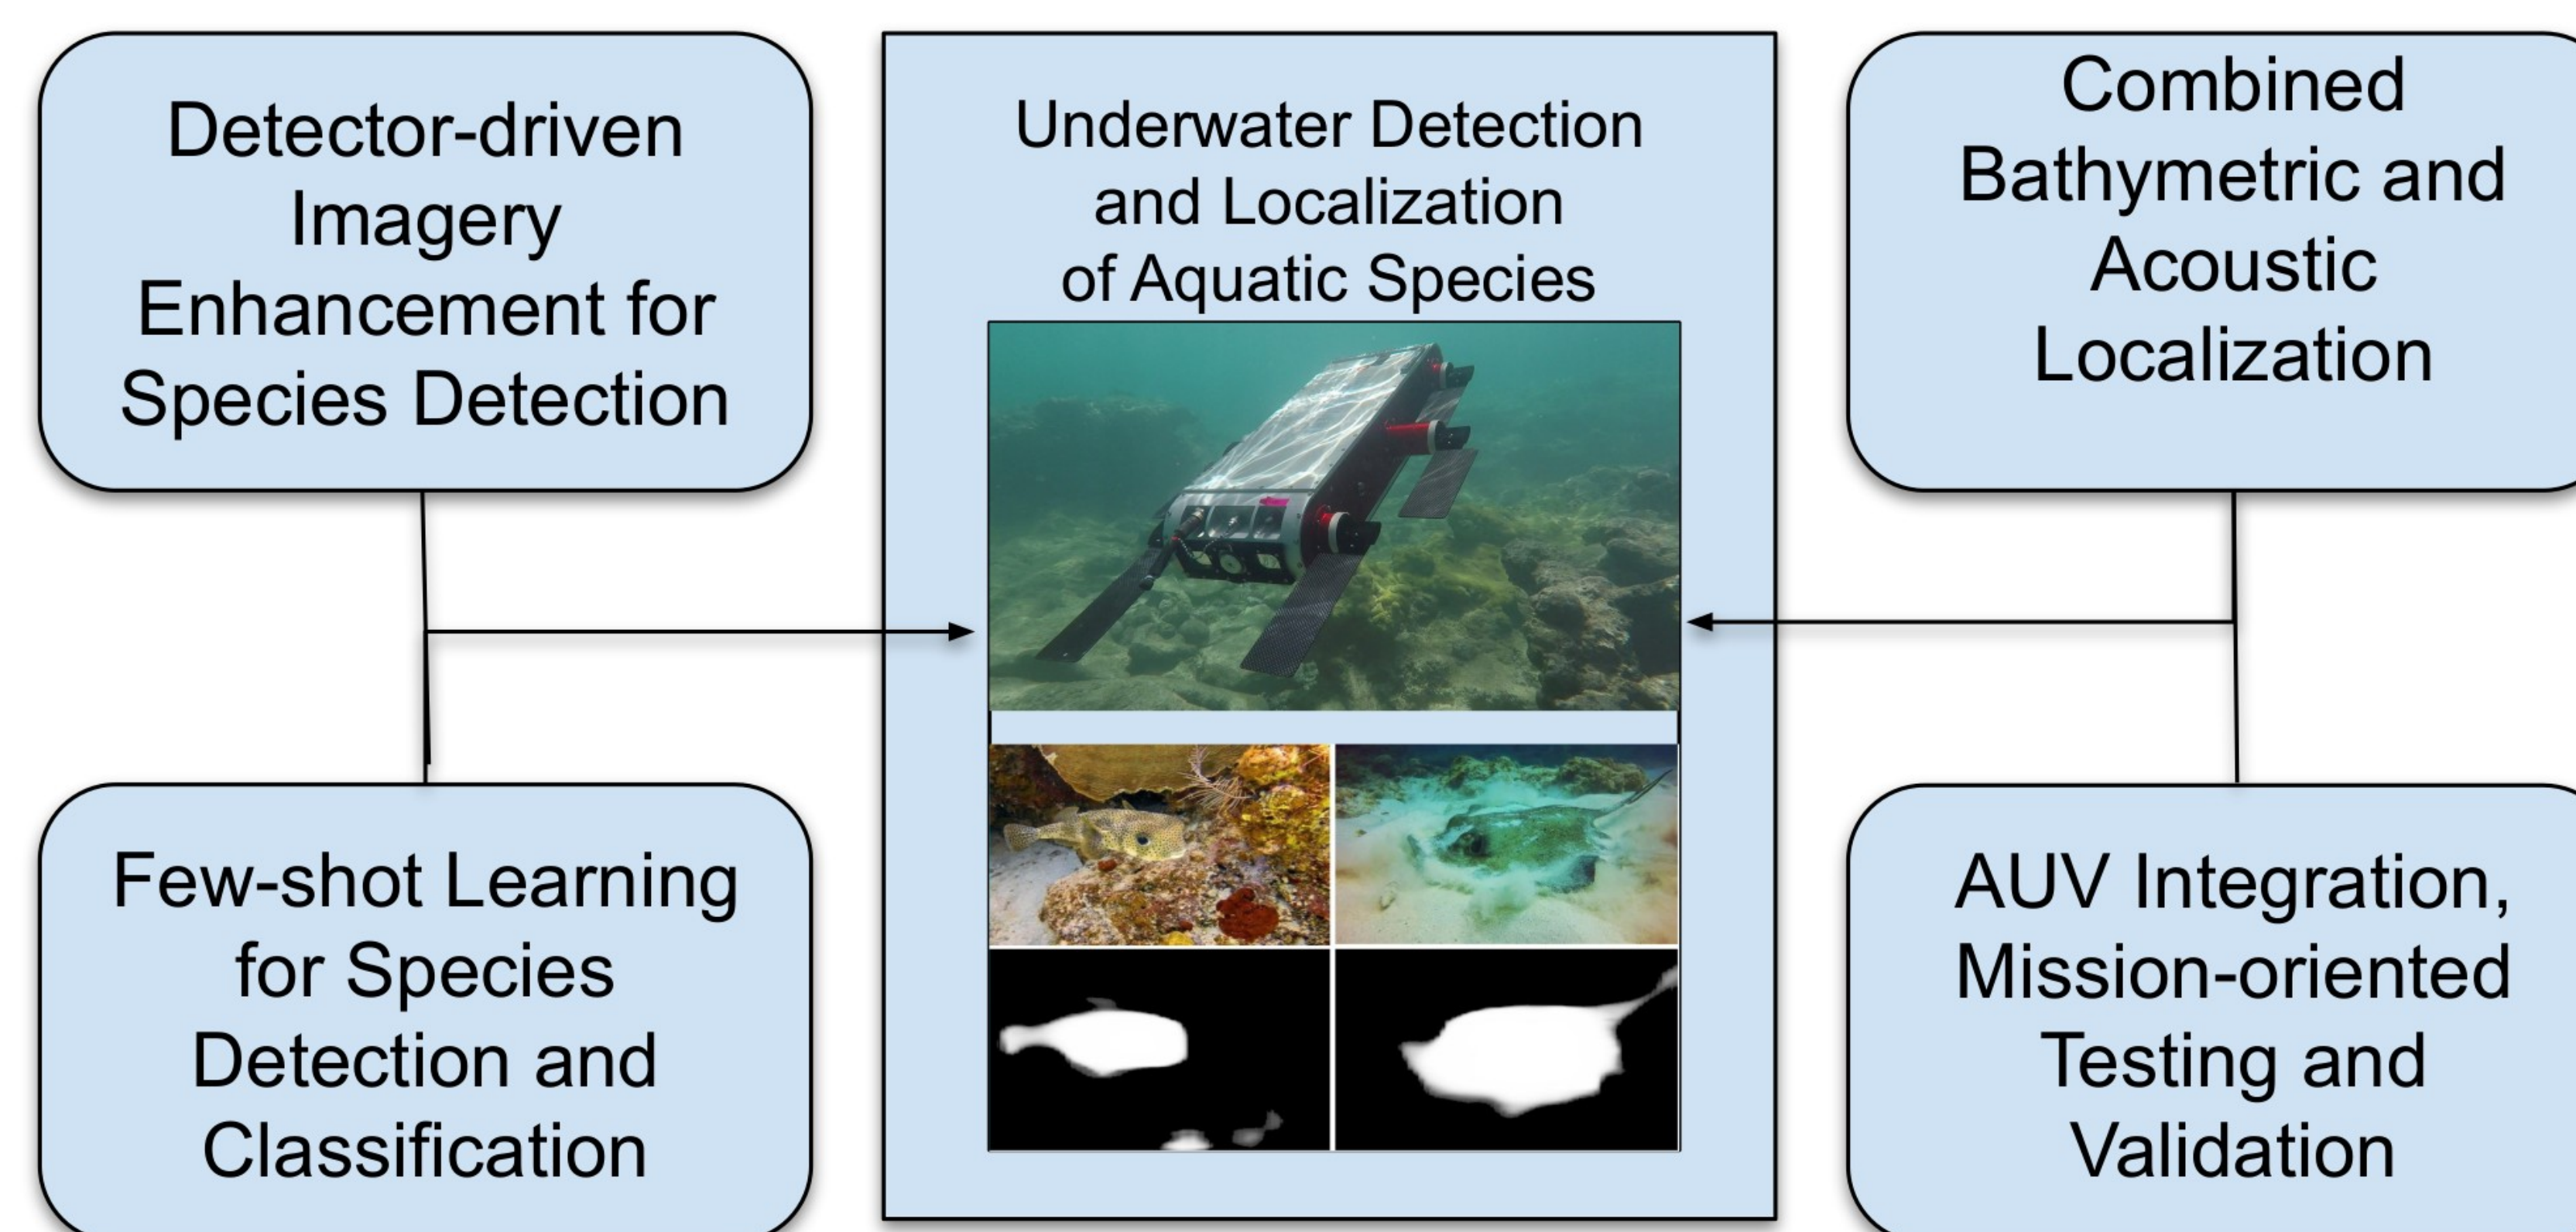 Detector-driven
Imagery
Enhancement for
Species Detection
Underwater Detection
and Localization
of Aquatic Species
Combined
Bathymetric and
Acoustic
Localization
Few-shot Learning
for Species
Detection and
Classification
AUV Integration,
Mission-oriented
Testing and
Validation